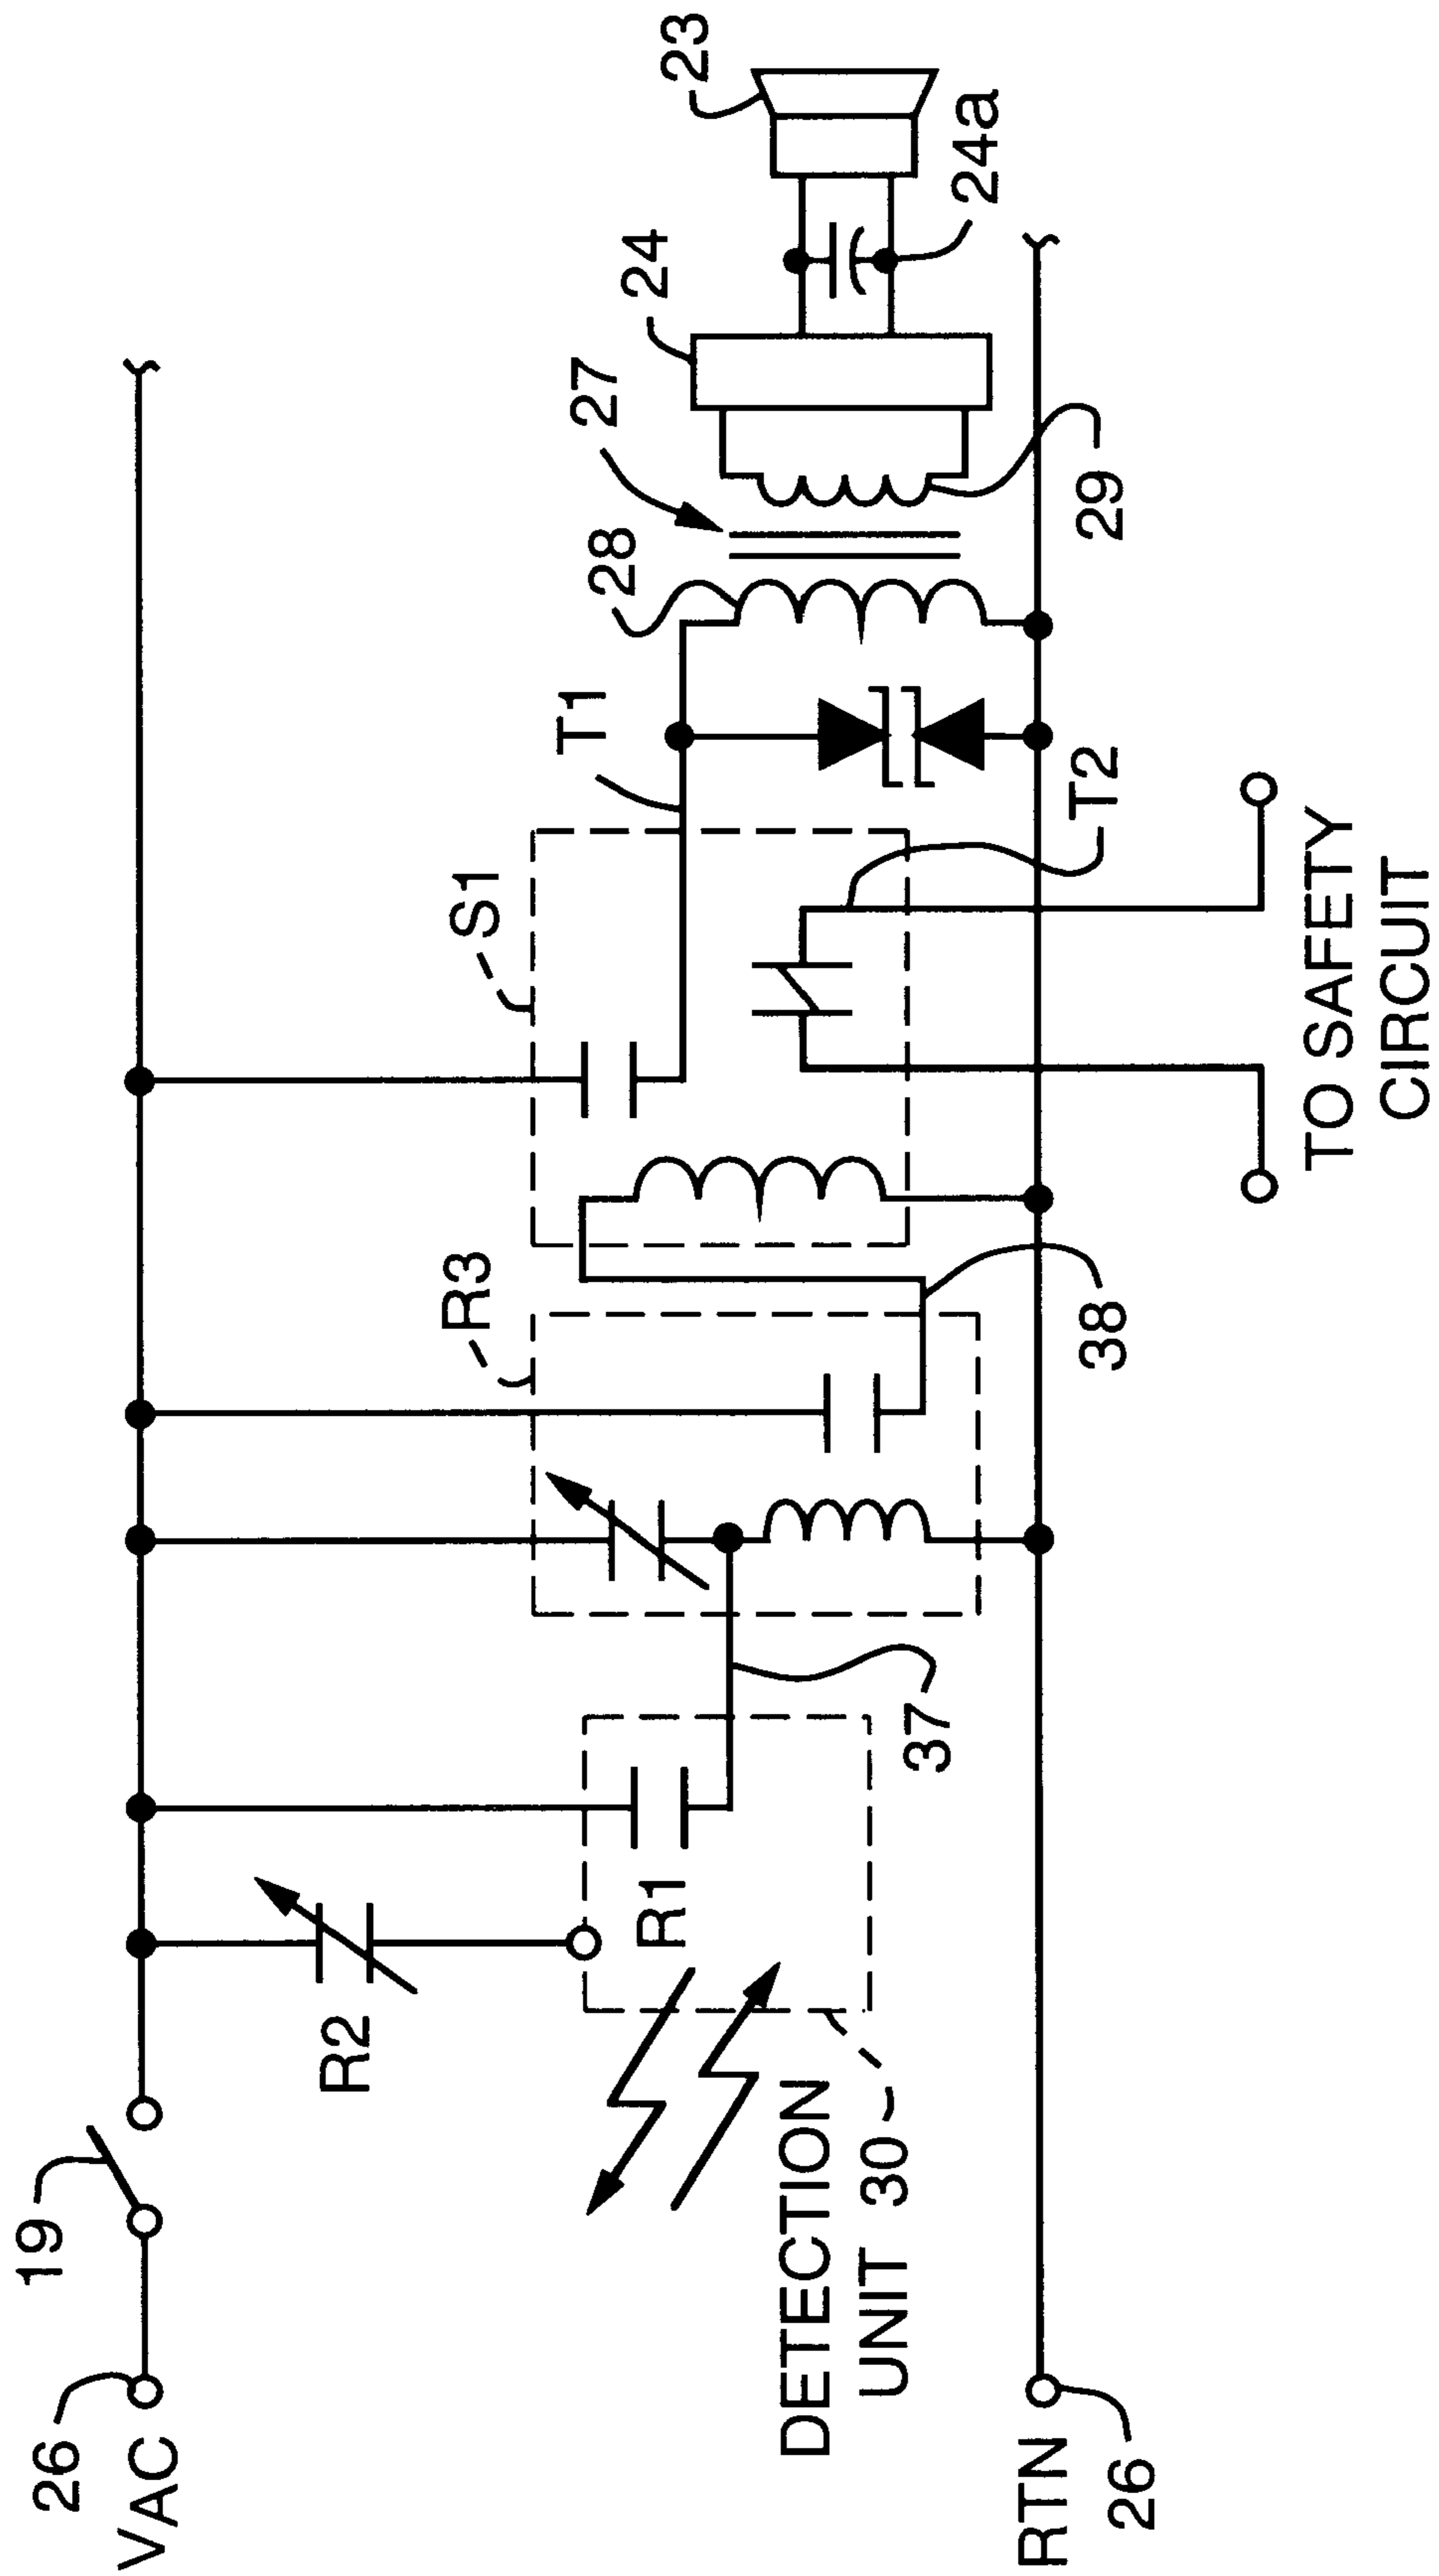 19
26
VAC
R2
R1
DETECTION
UNIT 30
37
R3
38
S1
T1
T2
28
27
29
24
24a
23
TO SAFETY
CIRCUIT
RTN
26